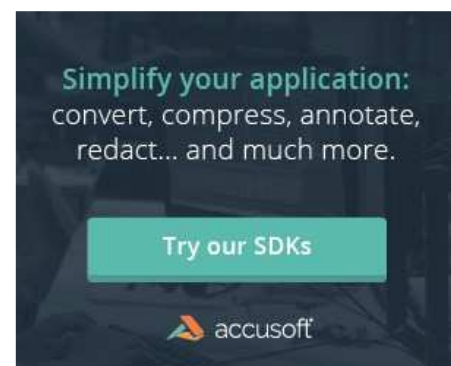 Simplify your application:
convert, compress, annotate,
redact... and much more.
Try our SDKs
accusoft